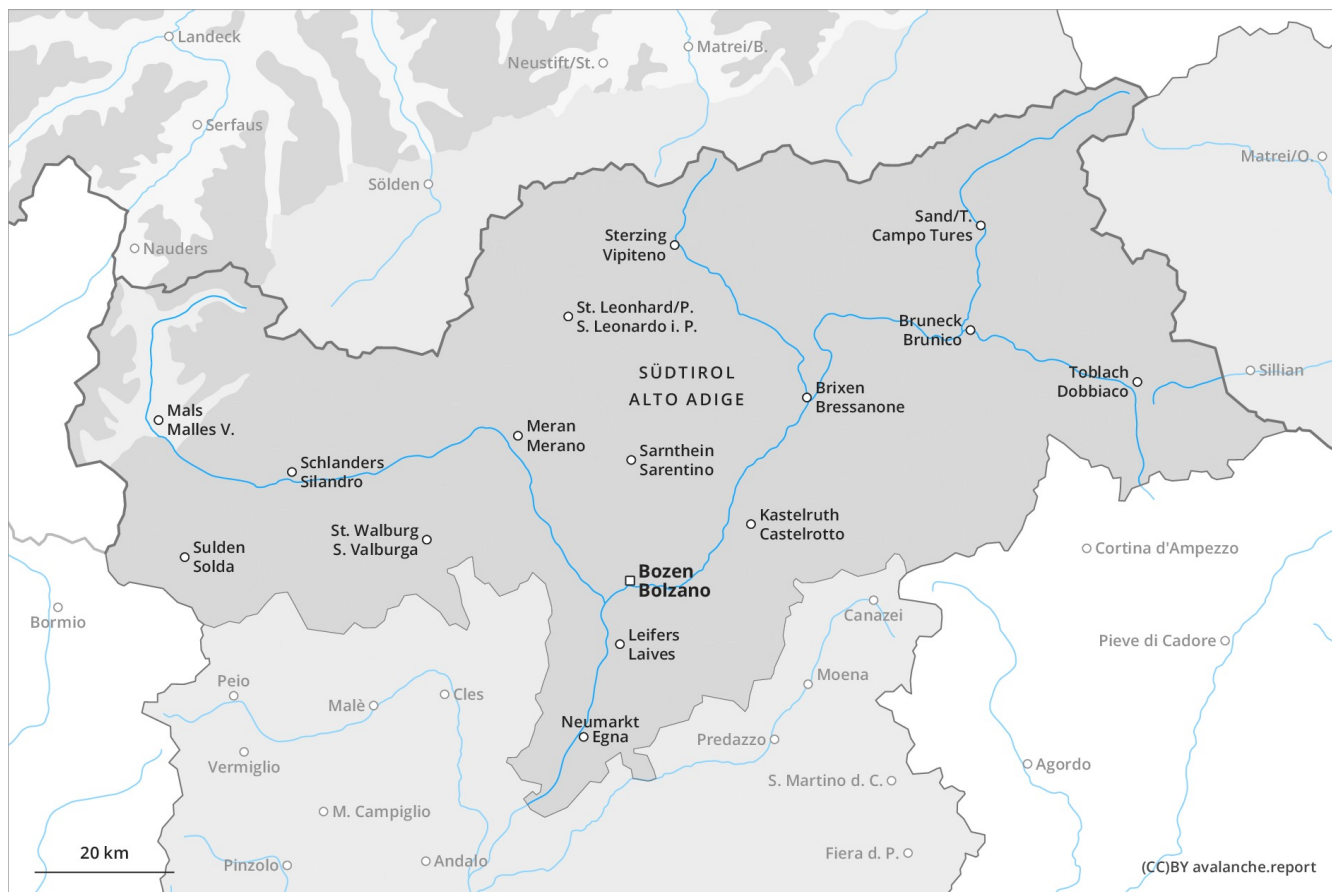 Landeck
Matrei/B.
Neustift/St.
Serfaus
Matrei/O.
Sölden
Sand/T.
Campo Tures
Sterzing
Vipiteno
Nauders
St. Leonhard/P.
S. Leonardo i. P.
Bruneck
Brunico
SÜDTIROL
ALTO ADIGE
Toblach
Dobbiaco
Sillian
Brixen
Bressanone
Mals
Malles V.
Meran
Merano
Sarnthein
Sarentino
Schlanders
Silandro
Kastelruth
Castelrotto
St. Walburg
S. Valburga
Sulden
Solda
Cortina d'Ampezzo
Bozen
Bolzano
Bormio
Canazei
Leifers
Laives
Pieve di Cadore
Moena
Peio
Malè
Cles
Neumarkt
Egna
Predazzo
Vermiglio
Agordo
S. Martino d. C.
M. Campiglio
20 km
Pinzolo
Andalo
Fiera d. P.
(CC)BY avalanche.report